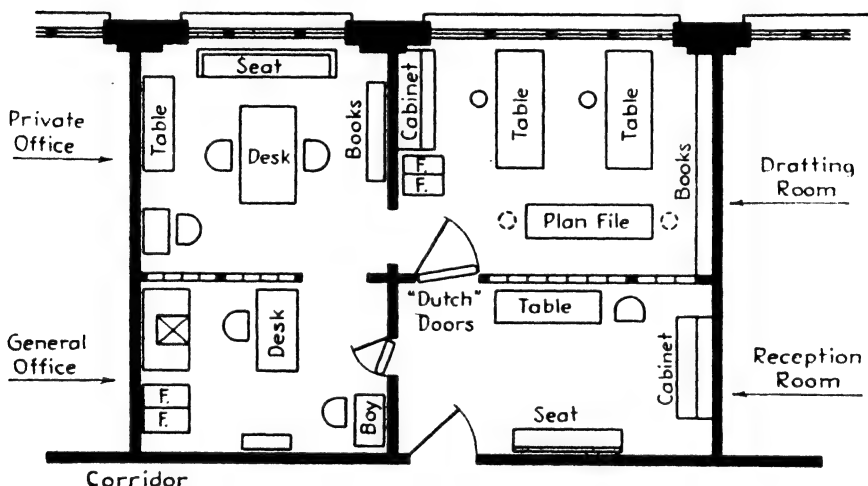 Seat
Private
Office
Table
Desk
Books
Cabinet
F.
F.
Table
Table
Books
Drafting
Room
Plan File
"Dutch"
Doors
General
Office
Desk
F.
F.
Boy
Table
Cabinet
Reception
Room
Seat
Corridor